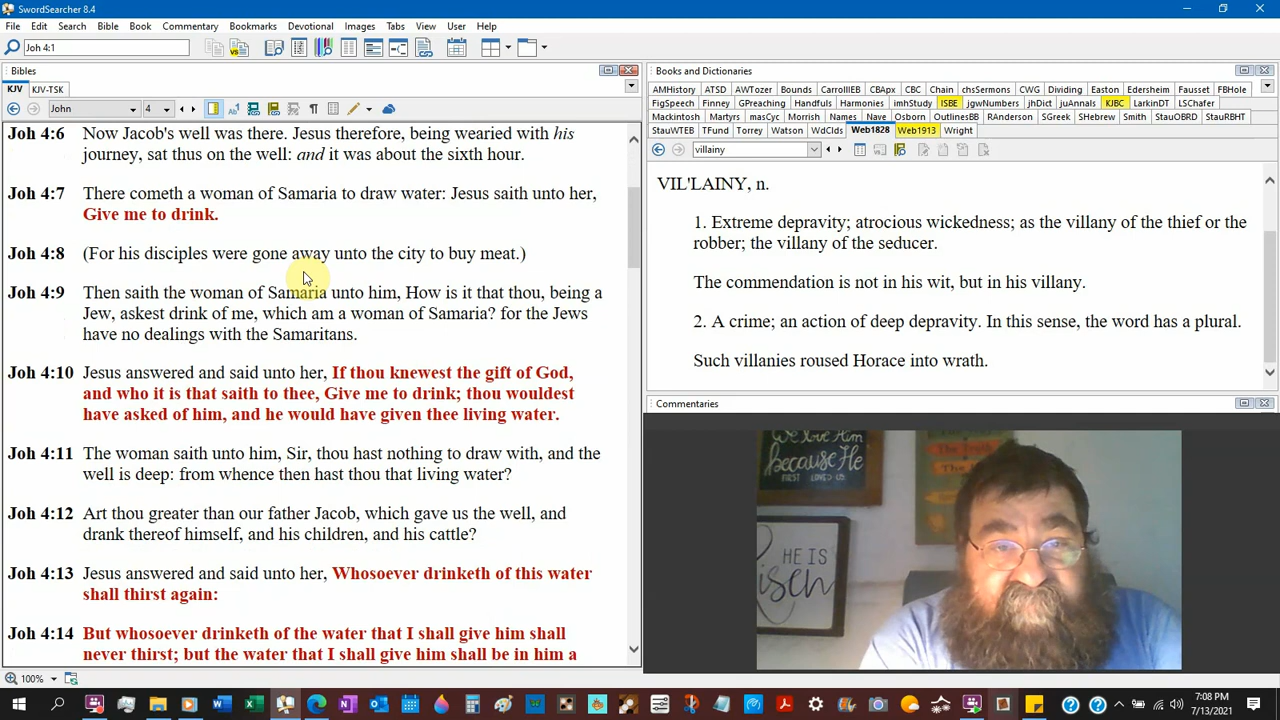 SwordSearcher 8.4
File Edit Search Bible Book Commentary Bookmarks Devotional Images Tabs View User Help
Joh 4:1
Bibles
KJV KJV-TSK
John 4
Joh 4:6 Now Jacob's well was there. Jesus therefore, being wearied with his
journey, sat thus on the well: and it was about the sixth hour.
Joh 4:7 There cometh a woman of Samaria to draw water: Jesus saith unto her,
Give me to drink.
Joh 4:8 (For his disciples were gone away unto the city to buy meat.)
Joh 4:9 Then saith the woman of Samaria unto him, How is it that thou, being a
Jew, askest drink of me, which am a woman of Samaria? for the Jews
have no dealings with the Samaritans.
Joh 4:10 Jesus answered and said unto her, If thou knewest the gift of God,
and who it is that saith to thee, Give me to drink; thou wouldest
have asked of him, and he would have given thee living water.
Joh 4:11 The woman saith unto him, Sir, thou hast nothing to draw with, and the
well is deep: from whence then hast thou that living water?
Joh 4:12 Art thou greater than our father Jacob, which gave us the well, and
drank thereof himself, and his children, and his cattle?
Joh 4:13 Jesus answered and said unto her, Whosoever drinketh of this water
shall thirst again:
Joh 4:14 But whosoever drinketh of the water that I shall give him shall
never thirst; but the water that I shall give him shall be in him a
100%
Books and Dictionaries
AMHistory ATSD AWTozer Bounds CarrollIEB CBApx CBC Chain chsSermons CWG Dividing Easton Edersheim Fausset FBHole
FigSpeech Finney GPreaching Handfuls Harmonies imhStudy ISBE jgwNumbers jhDict juAnnals KJBC LarkinDT LSChafer
Mackintosh Martyrs masCyc Morrish Names Nave Osborn OutlinesBB RAnderson SGreek SHebrew Smith StauOBRD StauRBHT
StauWTEB TFund Torrey Watson WdClds Web1828 Web1913 Wright
villainy
VIL'LAINY, n.
1. Extreme depravity; atrocious wickedness; as the villany of the thief or the
robber; the villany of the seducer.
The commendation is not in his wit, but in his villany.
2. A crime; an action of deep depravity. In this sense, the word has a plural.
Such villanies roused Horace into wrath.
Commentaries
We love Him
because He
FIRST LOVED US
HE IS
Risen
7:08 PM
7/13/2021